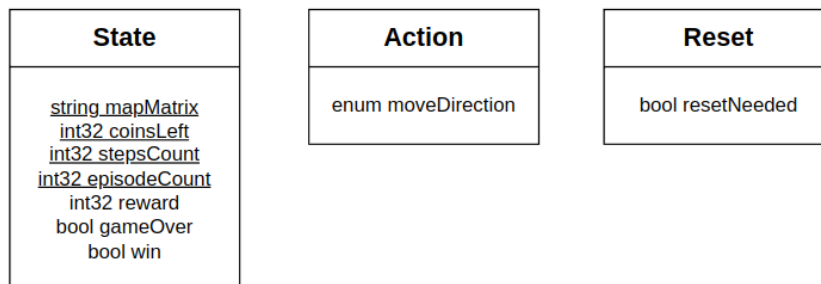 State
string mapMatrix
int32 coinsLeft
int32 stepsCount
int32 episodeCount
int32 reward
bool gameOver
bool win
Action
enum moveDirection
Reset
bool resetNeeded